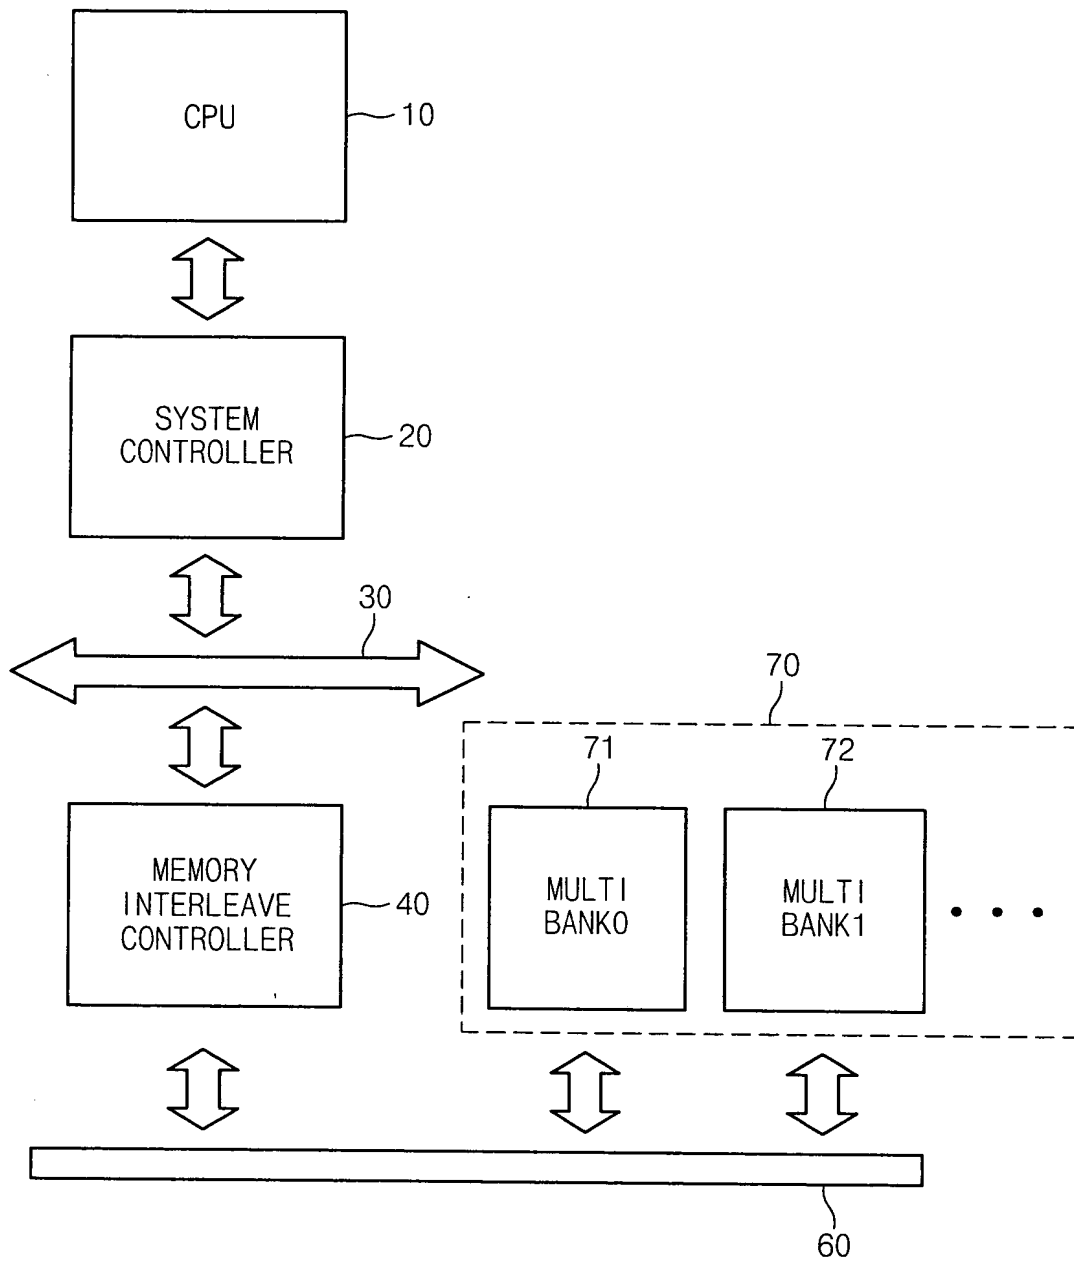 CPU
10
SYSTEM
CONTROLLER
20
30
70
71
72
MEMORY
INTERLEAVE
CONTROLLER
40
MULTI
BANK0
MULTI
BANK1
60